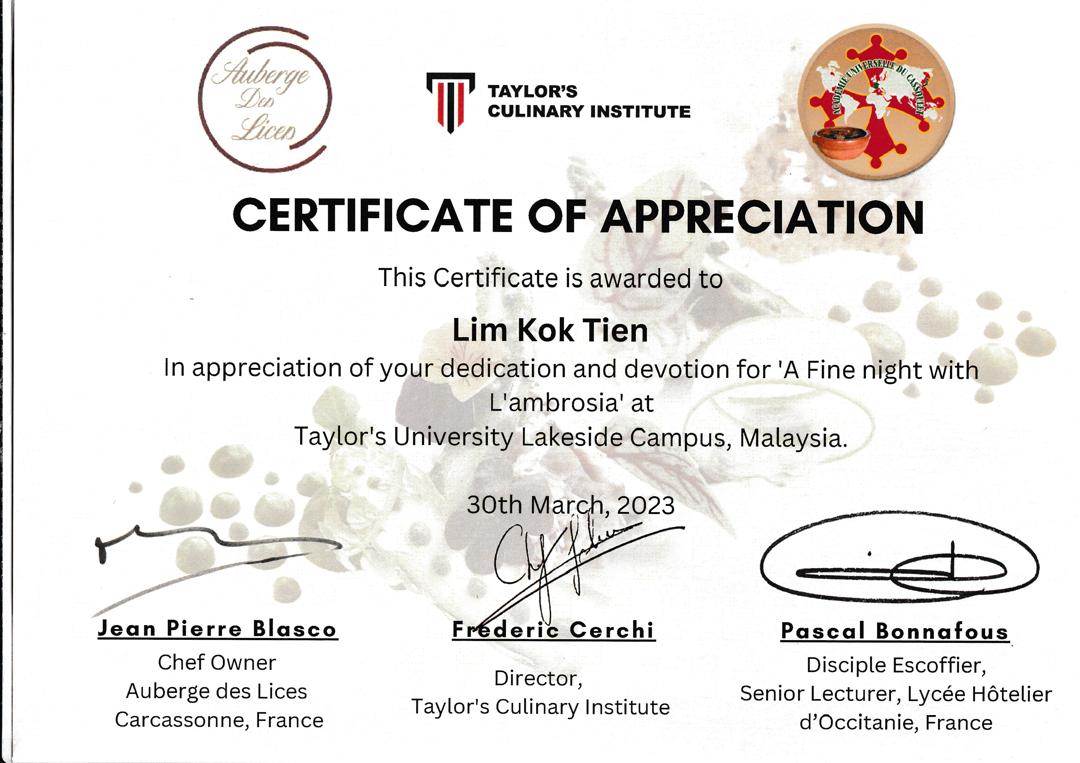 Auberge
Des
Lices
TAYLOR'S
CULINARY INSTITUTE
ACADÉMIE UNIVERSELLE DU CASSOULET
CERTIFICATE OF APPRECIATION
This Certificate is awarded to
Lim Kok Tien
In appreciation of your dedication and devotion for 'A Fine night with
L'ambrosia' at
Taylor's University Lakeside Campus, Malaysia.
30th March, 2023
Jean Pierre Blasco
Chef Owner
Auberge des Lices
Carcassonne, France
Fréderic Cerchi
Director,
Taylor's Culinary Institute
Pascal Bonnafous
Disciple Escoffier,
Senior Lecturer, Lycée Hôtelier
d’Occitanie, France